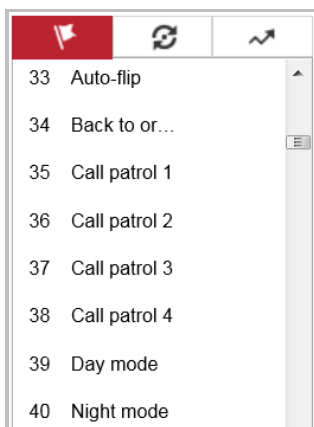 33 Auto-flip
34 Back to or...
35 Call patrol 1
36 Call patrol 2
37 Call patrol 3
38 Call patrol 4
39 Day mode
40 Night mode